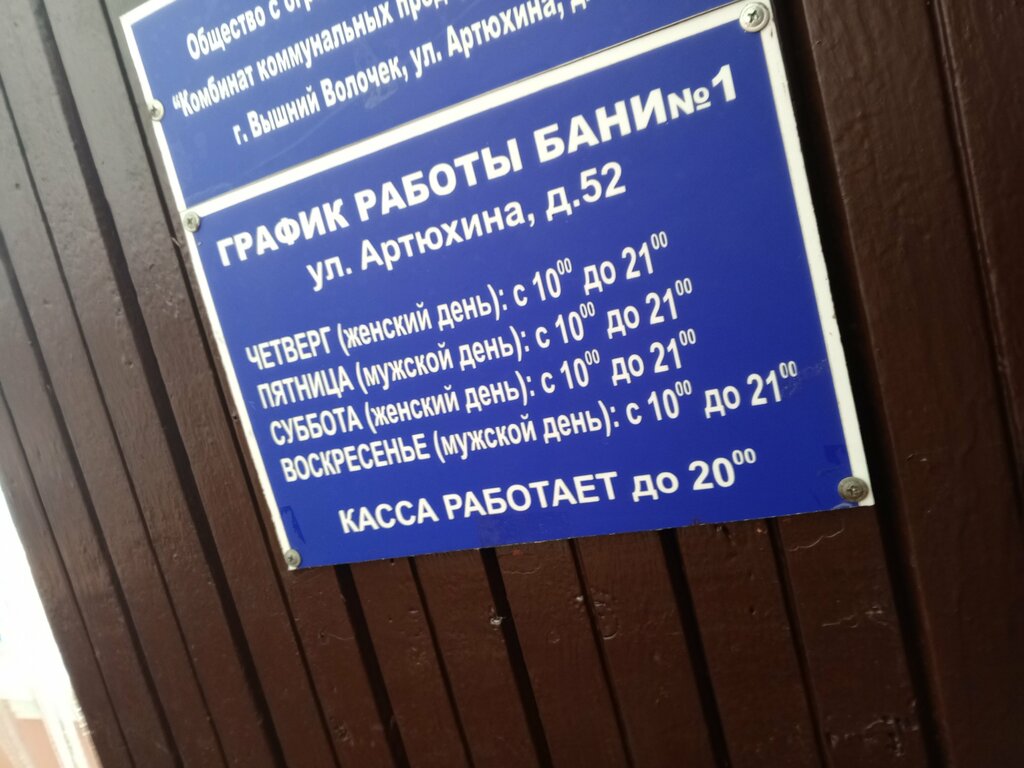 Общество с
"Комбинат коммунальных
г. Вышний Волочек, ул. Артюхина,
ГРАФИК РАБОТЫ БАНИ№1
ул. Артюхина, д.52
ЧЕТВЕРГ (женский день): с 10⁰⁰ до 21⁰⁰
ПЯТНИЦА (мужской день): с 10⁰⁰ до 21⁰⁰
СУББОТА (женский день): с 10⁰⁰ до 21⁰⁰
ВОСКРЕСЕНЬЕ (мужской день): с 10⁰⁰ до 21⁰⁰
КАССА РАБОТАЕТ до 20⁰⁰